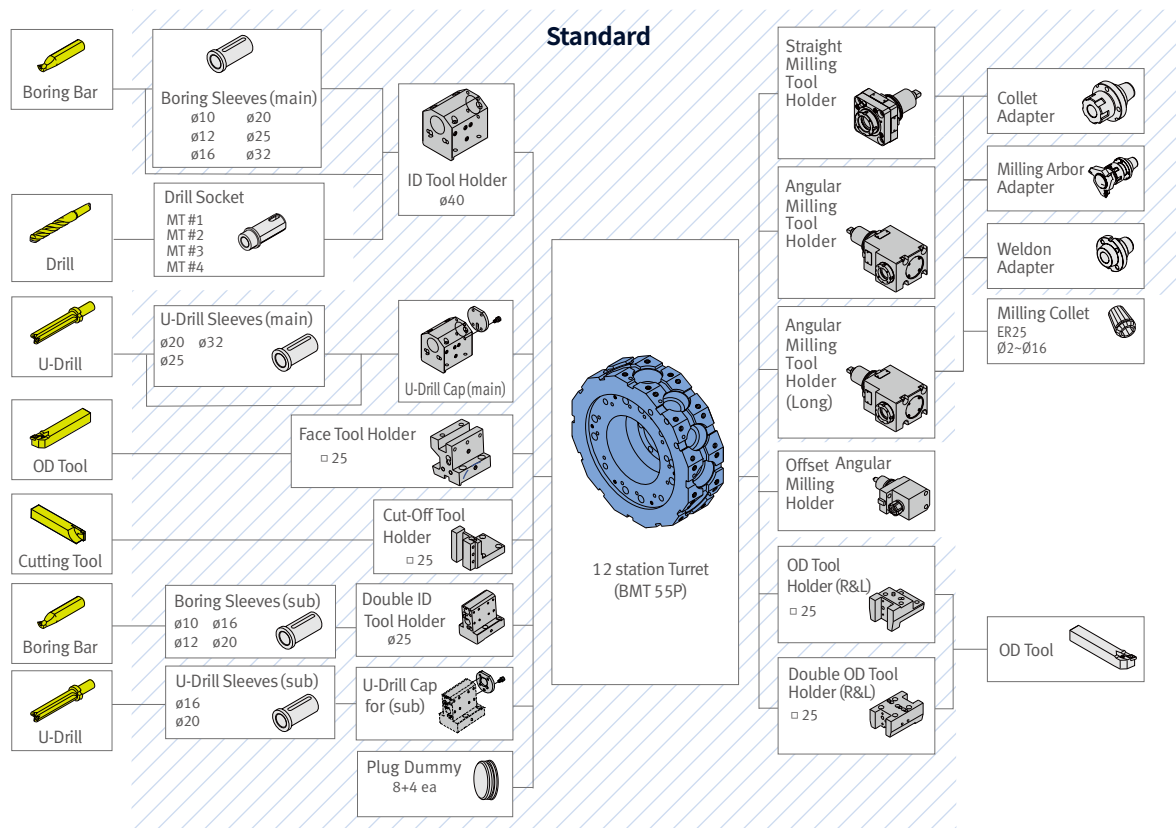 Standard
Boring Bar
Boring Sleeves (main)
ø10 ø20
ø12 ø25
ø16 ø32
ID Tool Holder
ø40
Drill
Drill Socket
MT #1
MT #2
MT #3
MT #4
U-Drill
U-Drill Sleeves (main)
ø20 ø32
ø25
U-Drill Cap (main)
OD Tool
Face Tool Holder
□ 25
Cutting Tool
Cut-Off Tool
Holder
□ 25
Boring Bar
Boring Sleeves (sub)
ø10 ø16
ø12 ø20
Double ID
Tool Holder
ø25
U-Drill
U-Drill Sleeves (sub)
ø16
ø20
U-Drill Cap
for (sub)
Plug Dummy
8+4 ea
12 station Turret
(BMT 55P)
Straight
Milling
Tool
Holder
Angular
Milling
Tool
Holder
Angular
Milling
Tool
Holder
(Long)
Offset Angular
Milling
Holder
OD Tool
Holder (R&L)
□ 25
Double OD Tool
Holder (R&L)
□ 25
Collet
Adapter
Milling Arbor
Adapter
Weldon
Adapter
Milling Collet
ER25
Ø2~Ø16
OD Tool